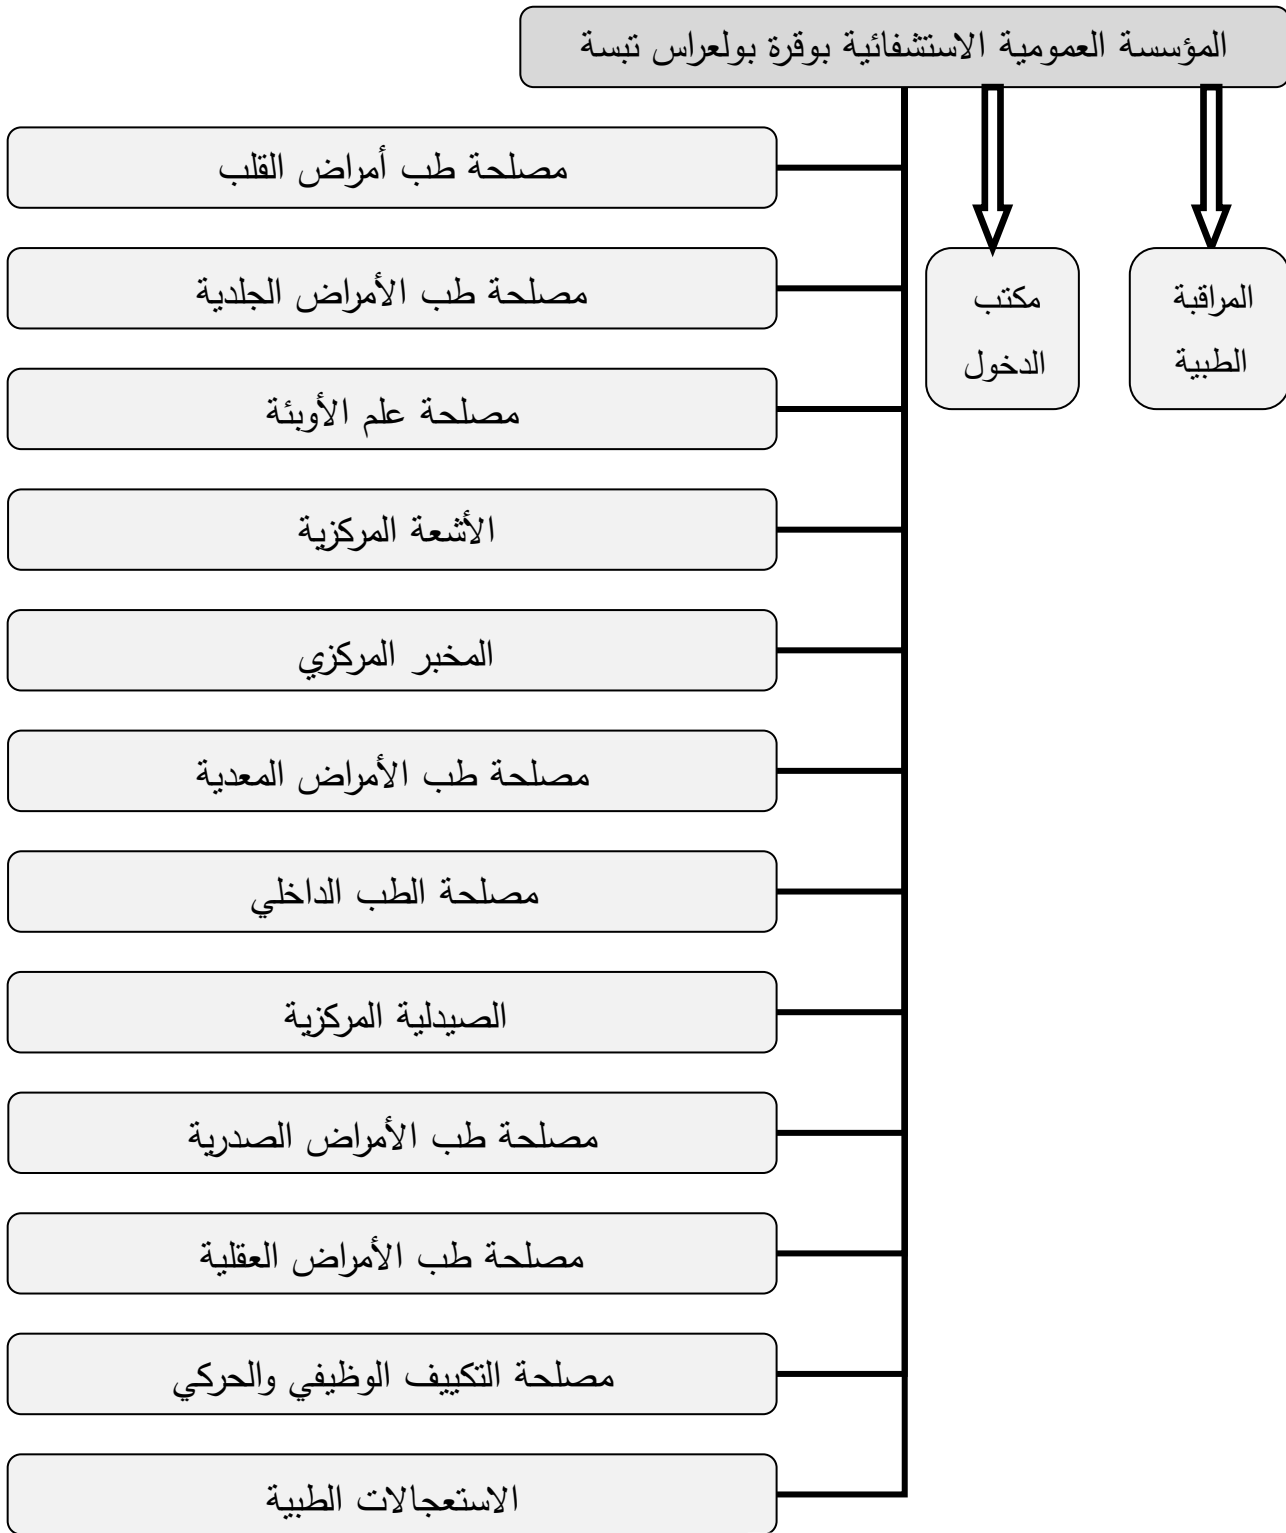 المؤسسة العمومية الاستشفائية بوقرة بولعراس تبسة
المراقبة
الطبية
مكتب
الدخول
مصلحة طب أمراض القلب
مصلحة طب الأمراض الجلدية
مصلحة علم الأوبئة
الأشعة المركزية
المخبر المركزي
مصلحة طب الأمراض المعدية
مصلحة الطب الداخلي
الصيدلية المركزية
مصلحة طب الأمراض الصدرية
مصلحة طب الأمراض العقلية
مصلحة التكييف الوظيفي والحركي
الاستعجالات الطبية